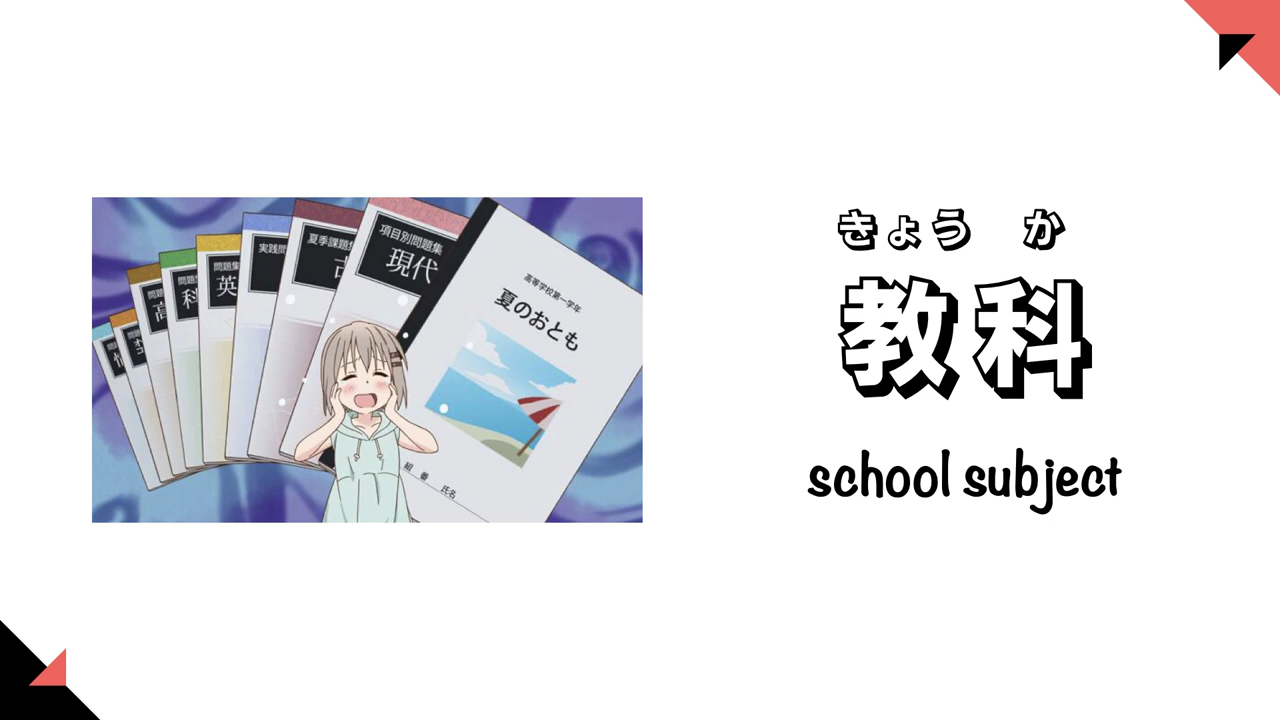 問題集
英
実践問
夏季課題集
項目別問題集
現代
高等学校第一学年
夏のおとも
組 番 氏名
きょう か
教科
school subject